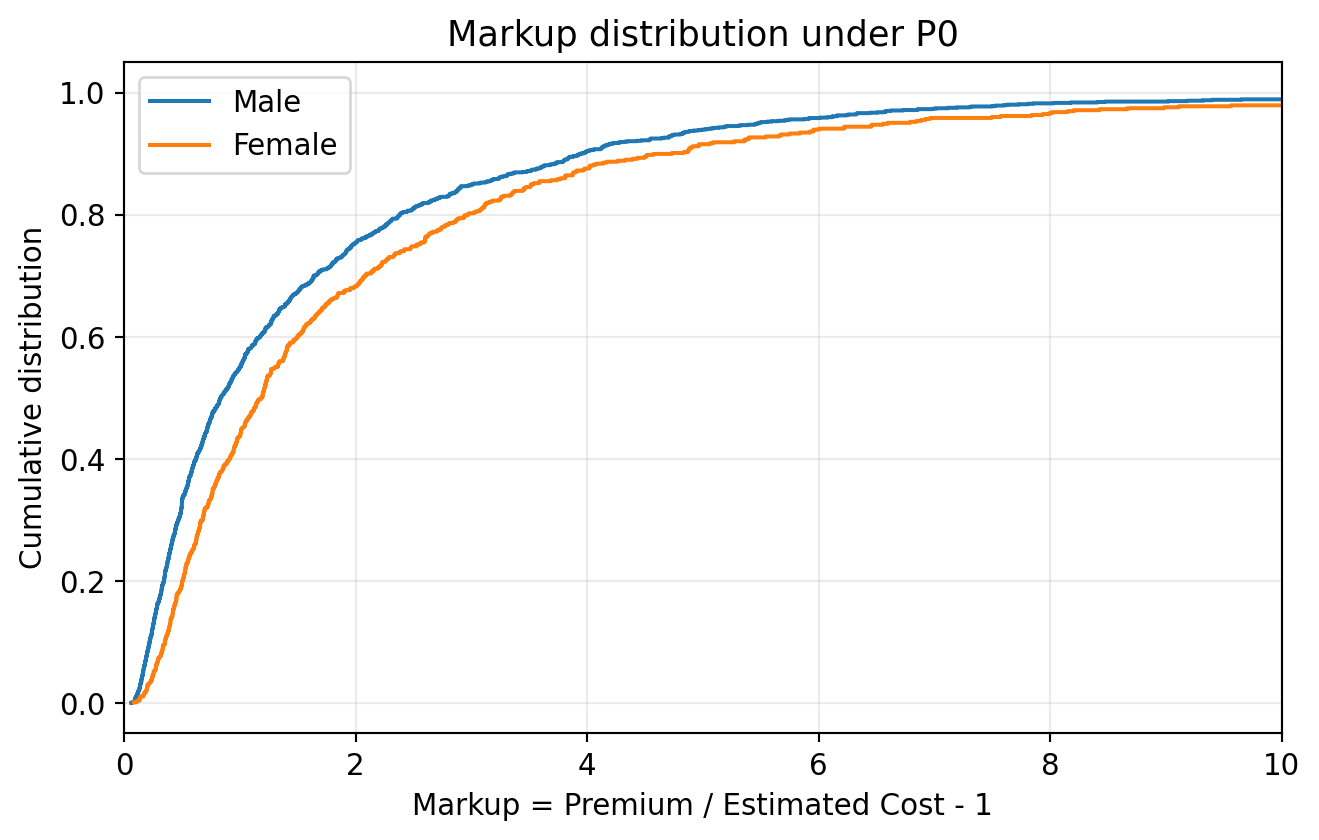 Markup distribution under P0
Male
Female
Cumulative distribution
1.0
0.8
0.6
0.4
0.2
0.0
0 2 4 6 8 10
Markup = Premium / Estimated Cost - 1